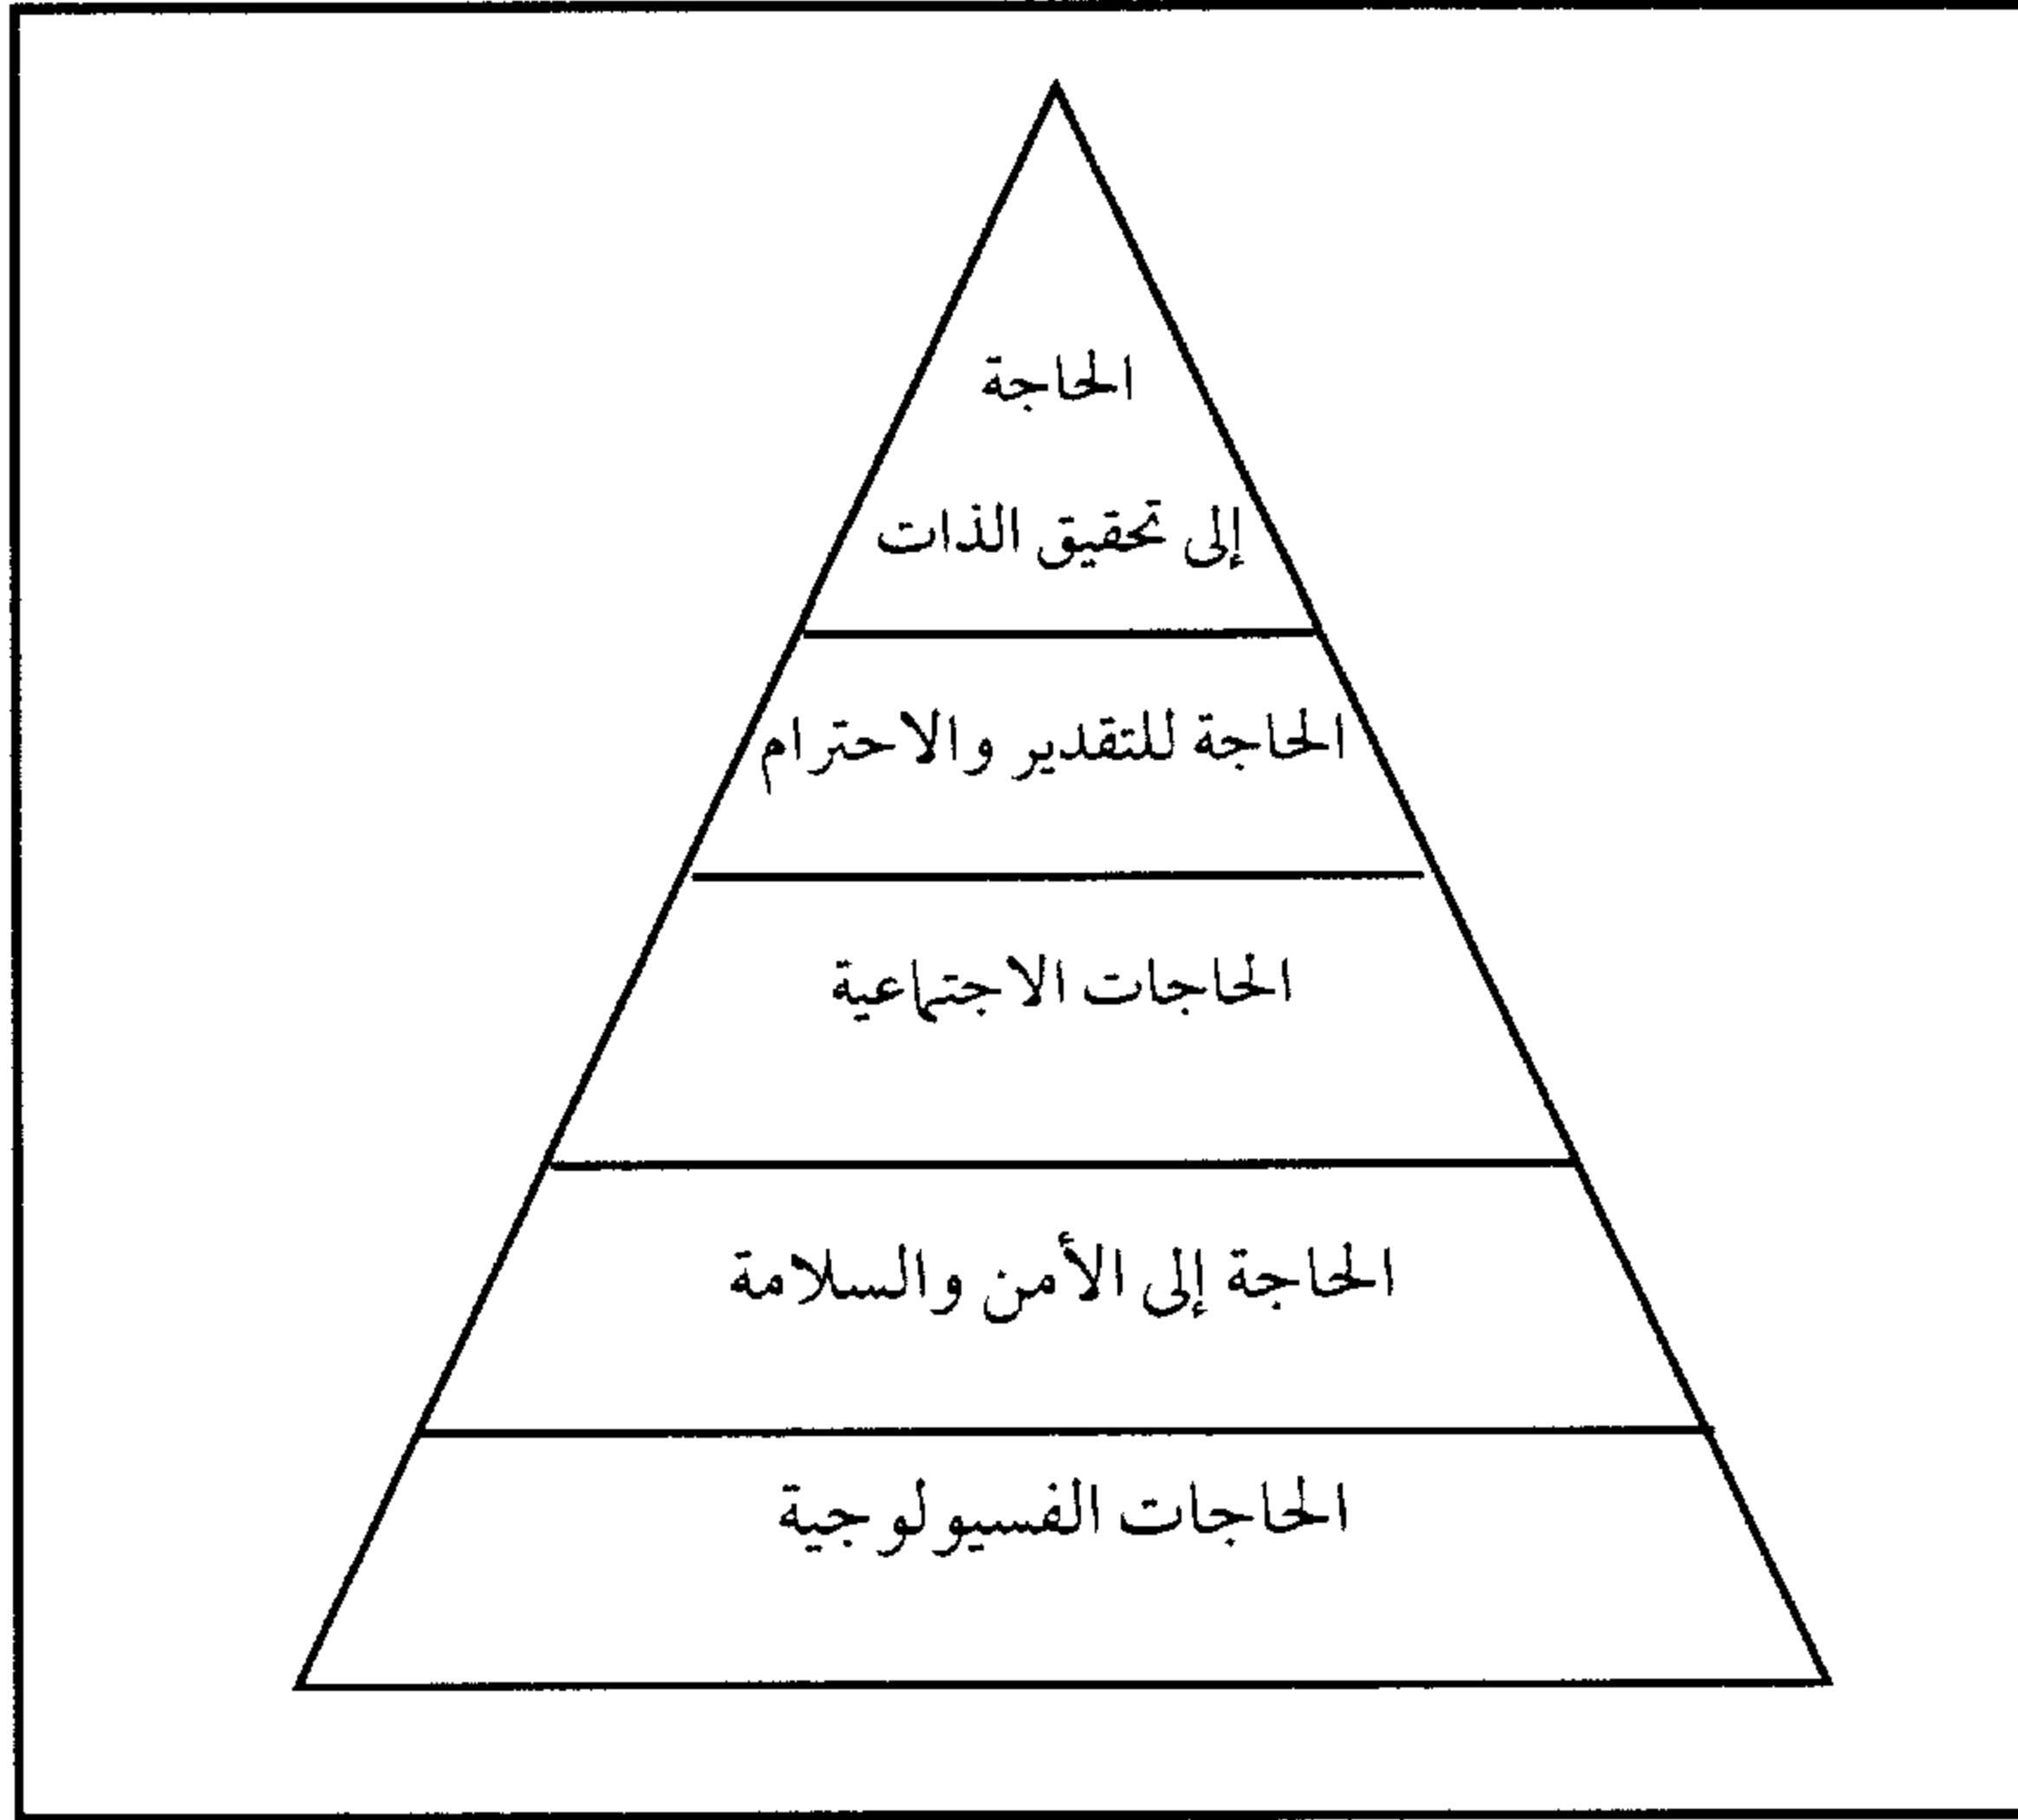 الحاجة
إلى تحقيق الذات
الحاجة للتقدير والاحترام
الحاجات الاجتماعية
الحاجة إلى الأمن والسلامة
الحاجات الفسيولوجية